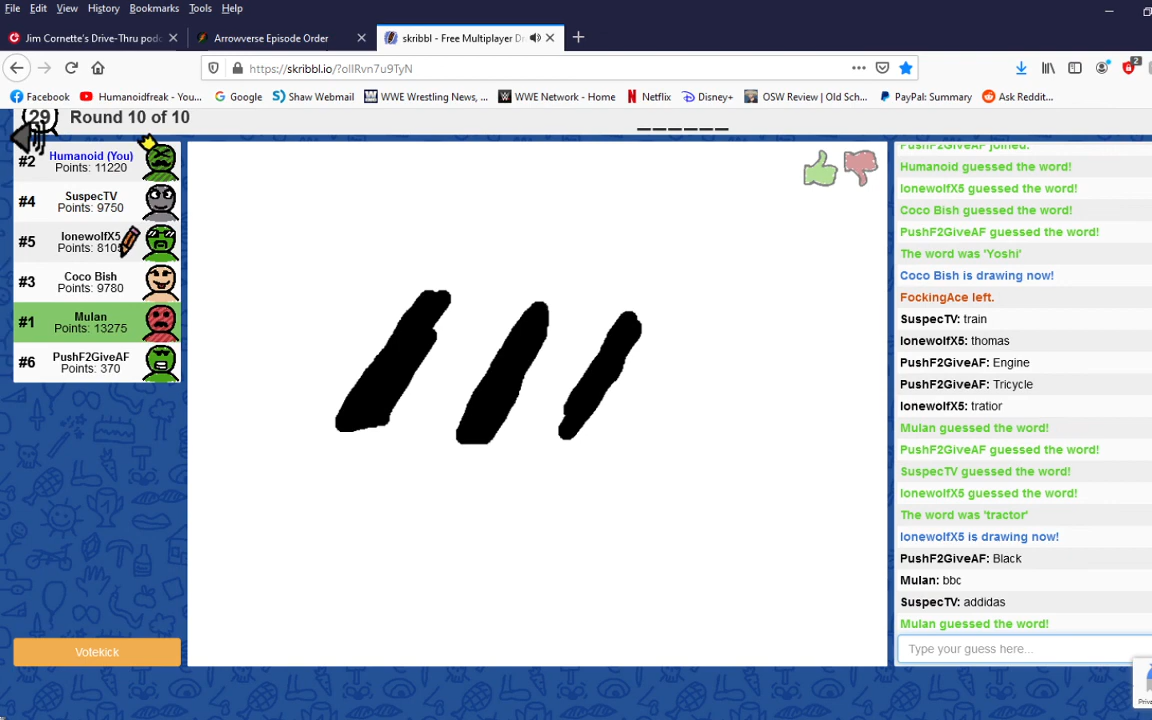 File Edit View History Bookmarks Tools Help
Jim Cornette's Drive-Thru pod Arrowverse Episode Order skribbl - Free Multiplayer Dr
https://skribbl.io/?olIRvn7u9TyN 2
Facebook Humanoidfreak - You... Google Shaw Webmail WWE Wrestling News, ... WWE Network - Home Netflix Disney+ OSW Review | Old Sch... PayPal: Summary Ask Reddit...
29 Round 10 of 10 ______
#2 Humanoid (You)
Points: 11220
#4 SuspecTV
Points: 9750
#5 lonewolfX5
Points: 8105
#3 Coco Bish
Points: 9780
#1 Mulan
Points: 13275
#6 PushF2GiveAF
Points: 370
Votekick
PushF2GiveAF joined.
Humanoid guessed the word!
lonewolfX5 guessed the word!
Coco Bish guessed the word!
PushF2GiveAF guessed the word!
The word was 'Yoshi'
Coco Bish is drawing now!
FockingAce left.
SuspecTV: train
lonewolfX5: thomas
PushF2GiveAF: Engine
PushF2GiveAF: Tricycle
lonewolfX5: tratior
Mulan guessed the word!
PushF2GiveAF guessed the word!
SuspecTV guessed the word!
lonewolfX5 guessed the word!
The word was 'tractor'
lonewolfX5 is drawing now!
PushF2GiveAF: Black
Mulan: bbc
SuspecTV: addidas
Mulan guessed the word!
Type your guess here...